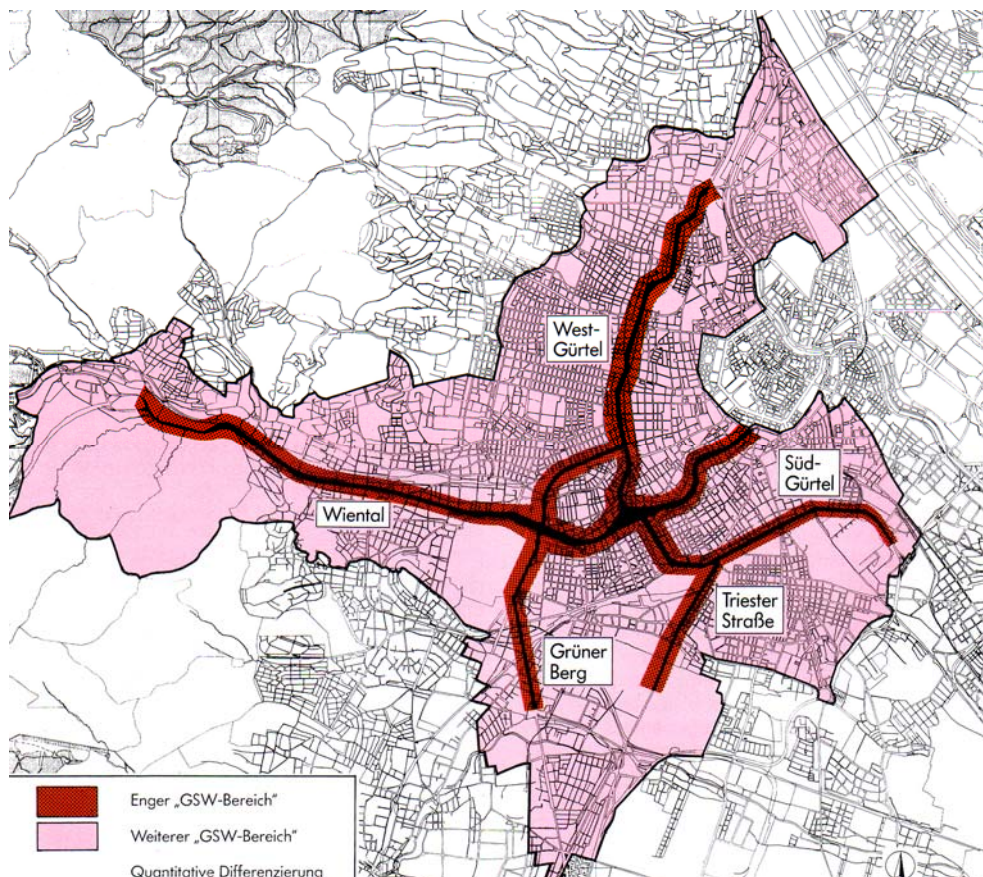 West-
Gürtel
Süd-
Gürtel
Wiental
Triester
Straße
Grüner
Berg
Enger „GSW-Bereich"
Weiterer „GSW-Bereich"
Quantitative Differenzierung